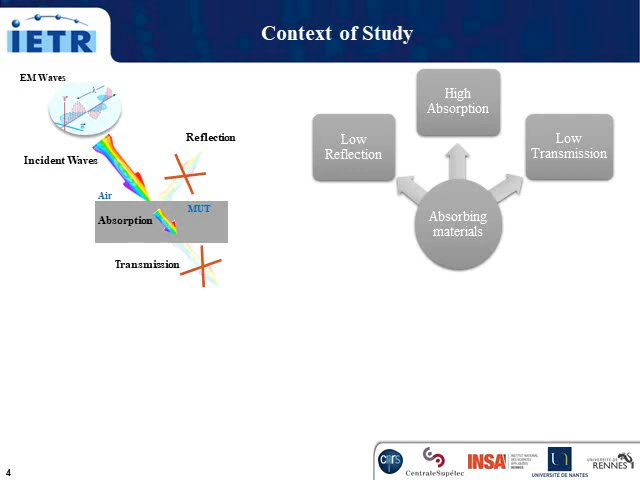 iETR
Context of Study
EM Waves
Incident Waves
Reflection
Air
MUT
Absorption
Transmission
High
Absorption
Low
Reflection
Low
Transmission
Absorbing
materials
4
cnrs
CentraleSupélec
INSA
INSTITUT NATIONAL
DES SCIENCES
APPLIQUÉES
RENNES
UNIVERSITÉ DE NANTES
UNIVERSITÉ DE
RENNES 1